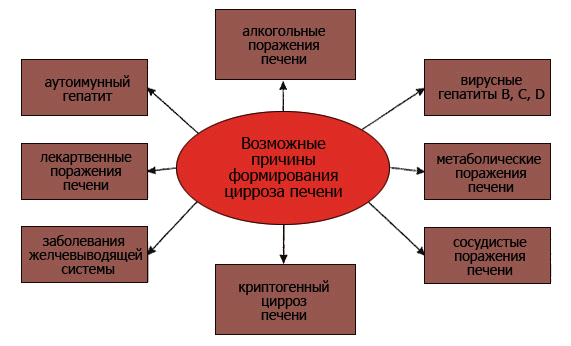 алкогольные
поражения
печени
аутоимунный
гепатит
вирусные
гепатиты B, C, D
Возможные
причины
формирования
цирроза печени
лекартвенные
поражения
печени
метаболические
поражения
печени
заболевания
желчевыводящей
системы
сосудистые
поражения
печени
криптогенный
цирроз
печени